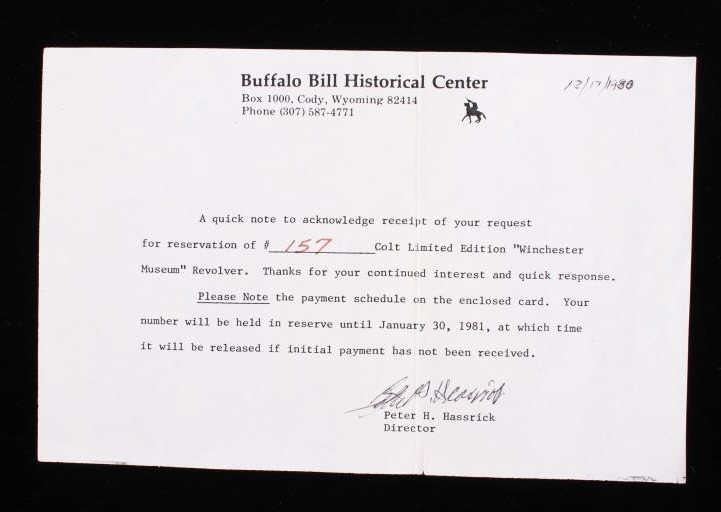 Buffalo Bill Historical Center
12/17/1980
Box 1000, Cody, Wyoming 82414
Phone (307) 587-4771
A quick note to acknowledge receipt of your request
for reservation of # 157 Colt Limited Edition "Winchester
Museum" Revolver. Thanks for your continued interest and quick response.
Please Note the payment schedule on the enclosed card. Your
number will be held in reserve until January 30, 1981, at which time
it will be released if initial payment has not been received.
Peter H. Hassrick
Peter H. Hassrick
Director